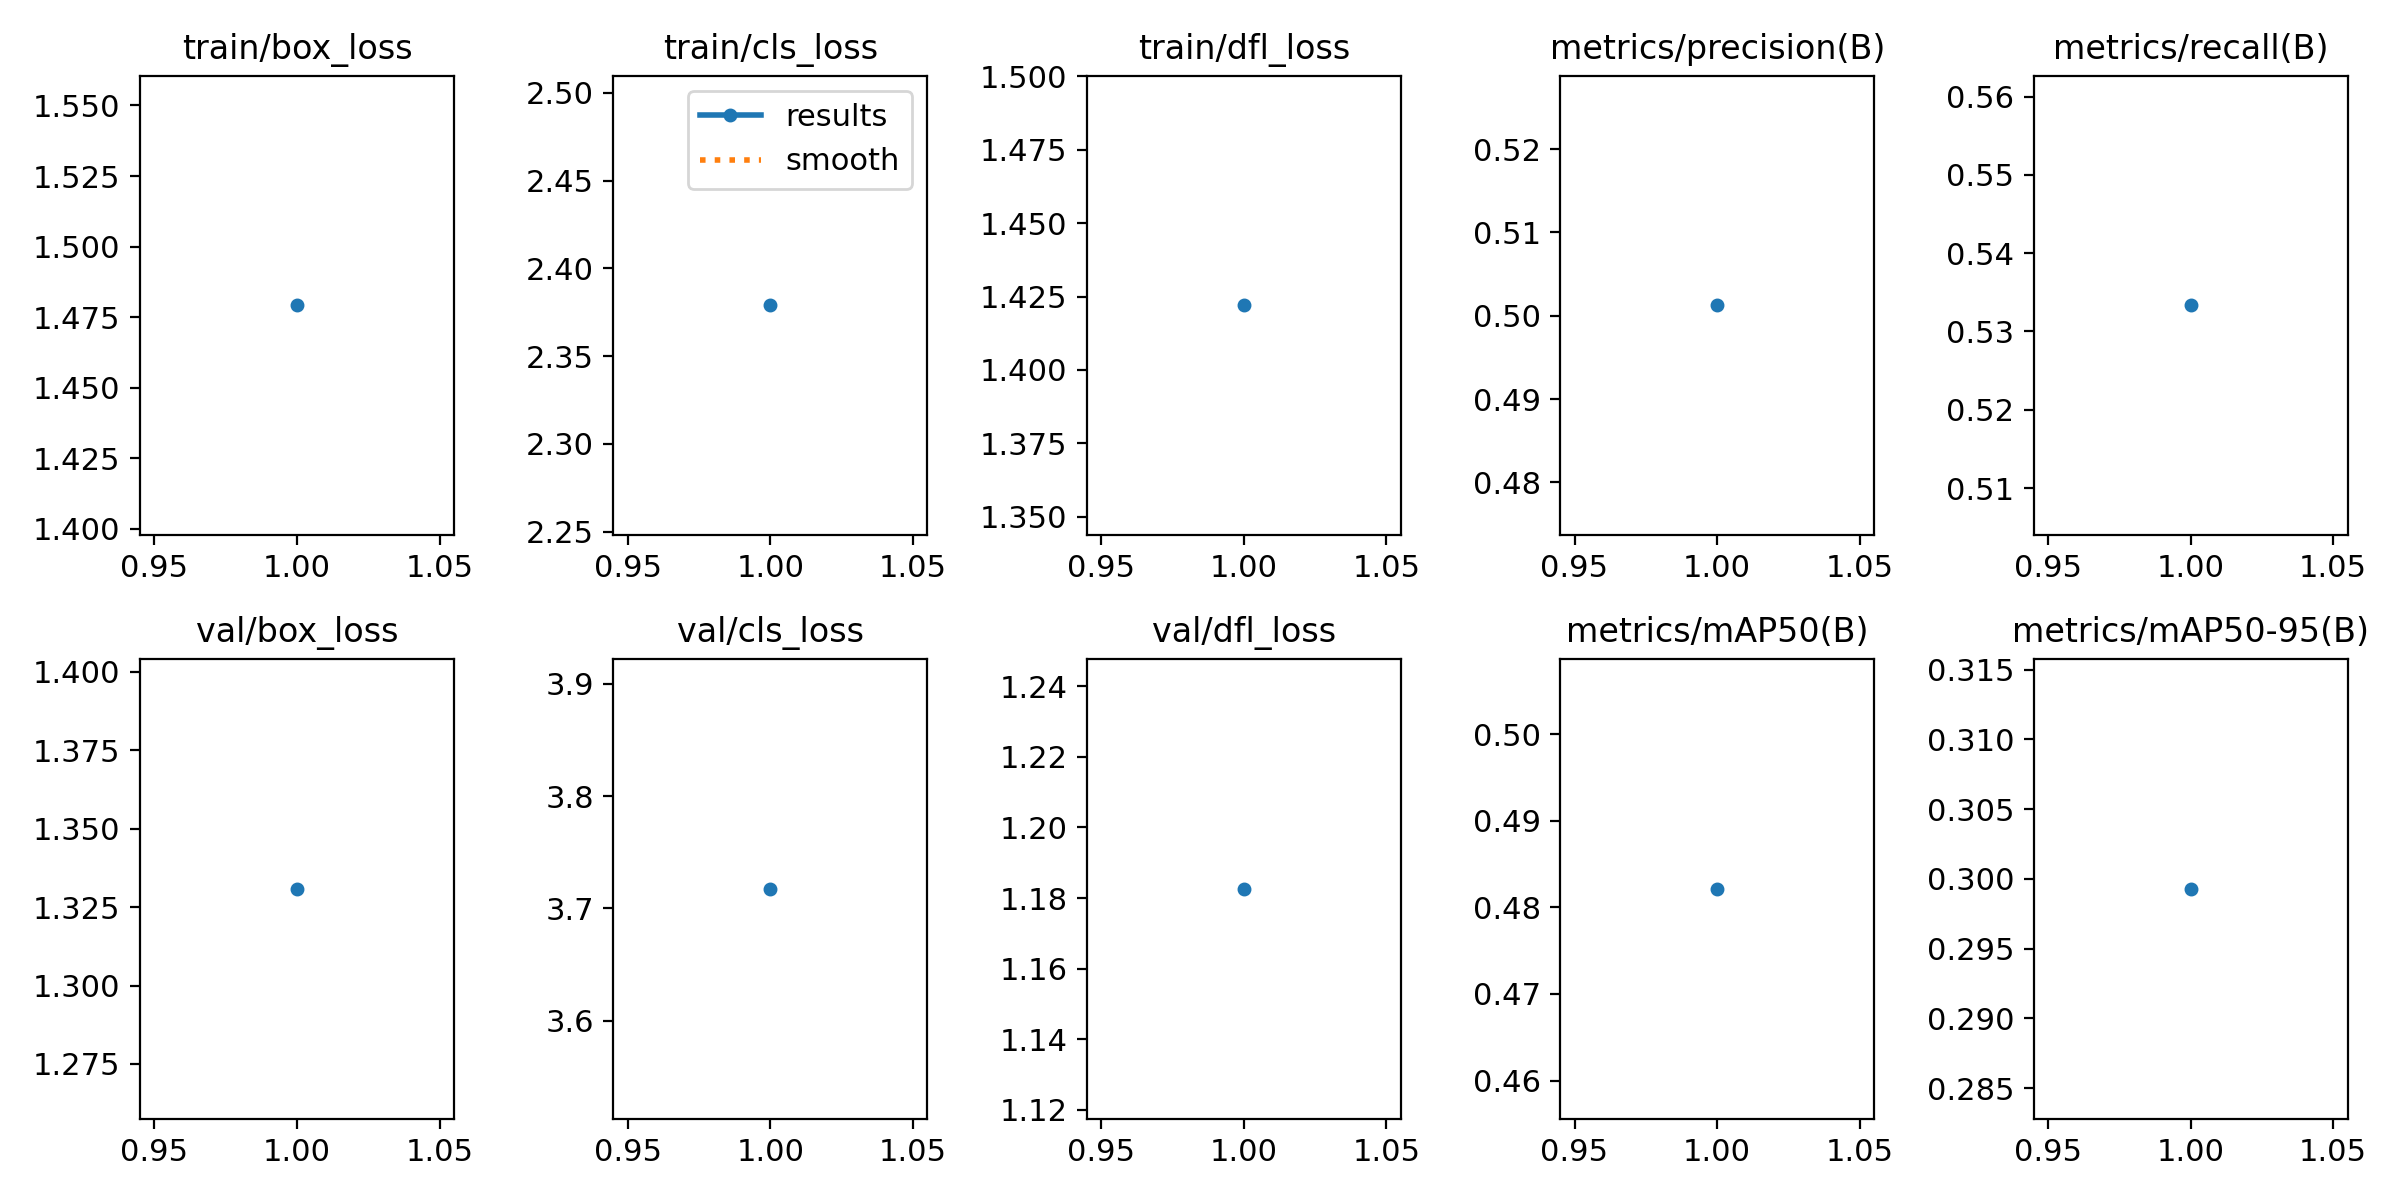 train/box_loss
1.550
1.525
1.500
1.475
1.450
1.425
1.400
0.95 1.00 1.05
train/cls_loss
results
smooth
2.50
2.45
2.40
2.35
2.30
2.25
0.95 1.00 1.05
train/dfl_loss
1.500
1.475
1.450
1.425
1.400
1.375
1.350
0.95 1.00 1.05
metrics/precision(B)
0.52
0.51
0.50
0.49
0.48
0.95 1.00 1.05
metrics/recall(B)
0.56
0.55
0.54
0.53
0.52
0.51
0.95 1.00 1.05
val/box_loss
1.400
1.375
1.350
1.325
1.300
1.275
0.95 1.00 1.05
val/cls_loss
3.9
3.8
3.7
3.6
0.95 1.00 1.05
val/dfl_loss
1.24
1.22
1.20
1.18
1.16
1.14
1.12
0.95 1.00 1.05
metrics/mAP50(B)
0.50
0.49
0.48
0.47
0.46
0.95 1.00 1.05
metrics/mAP50-95(B)
0.315
0.310
0.305
0.300
0.295
0.290
0.285
0.95 1.00 1.05